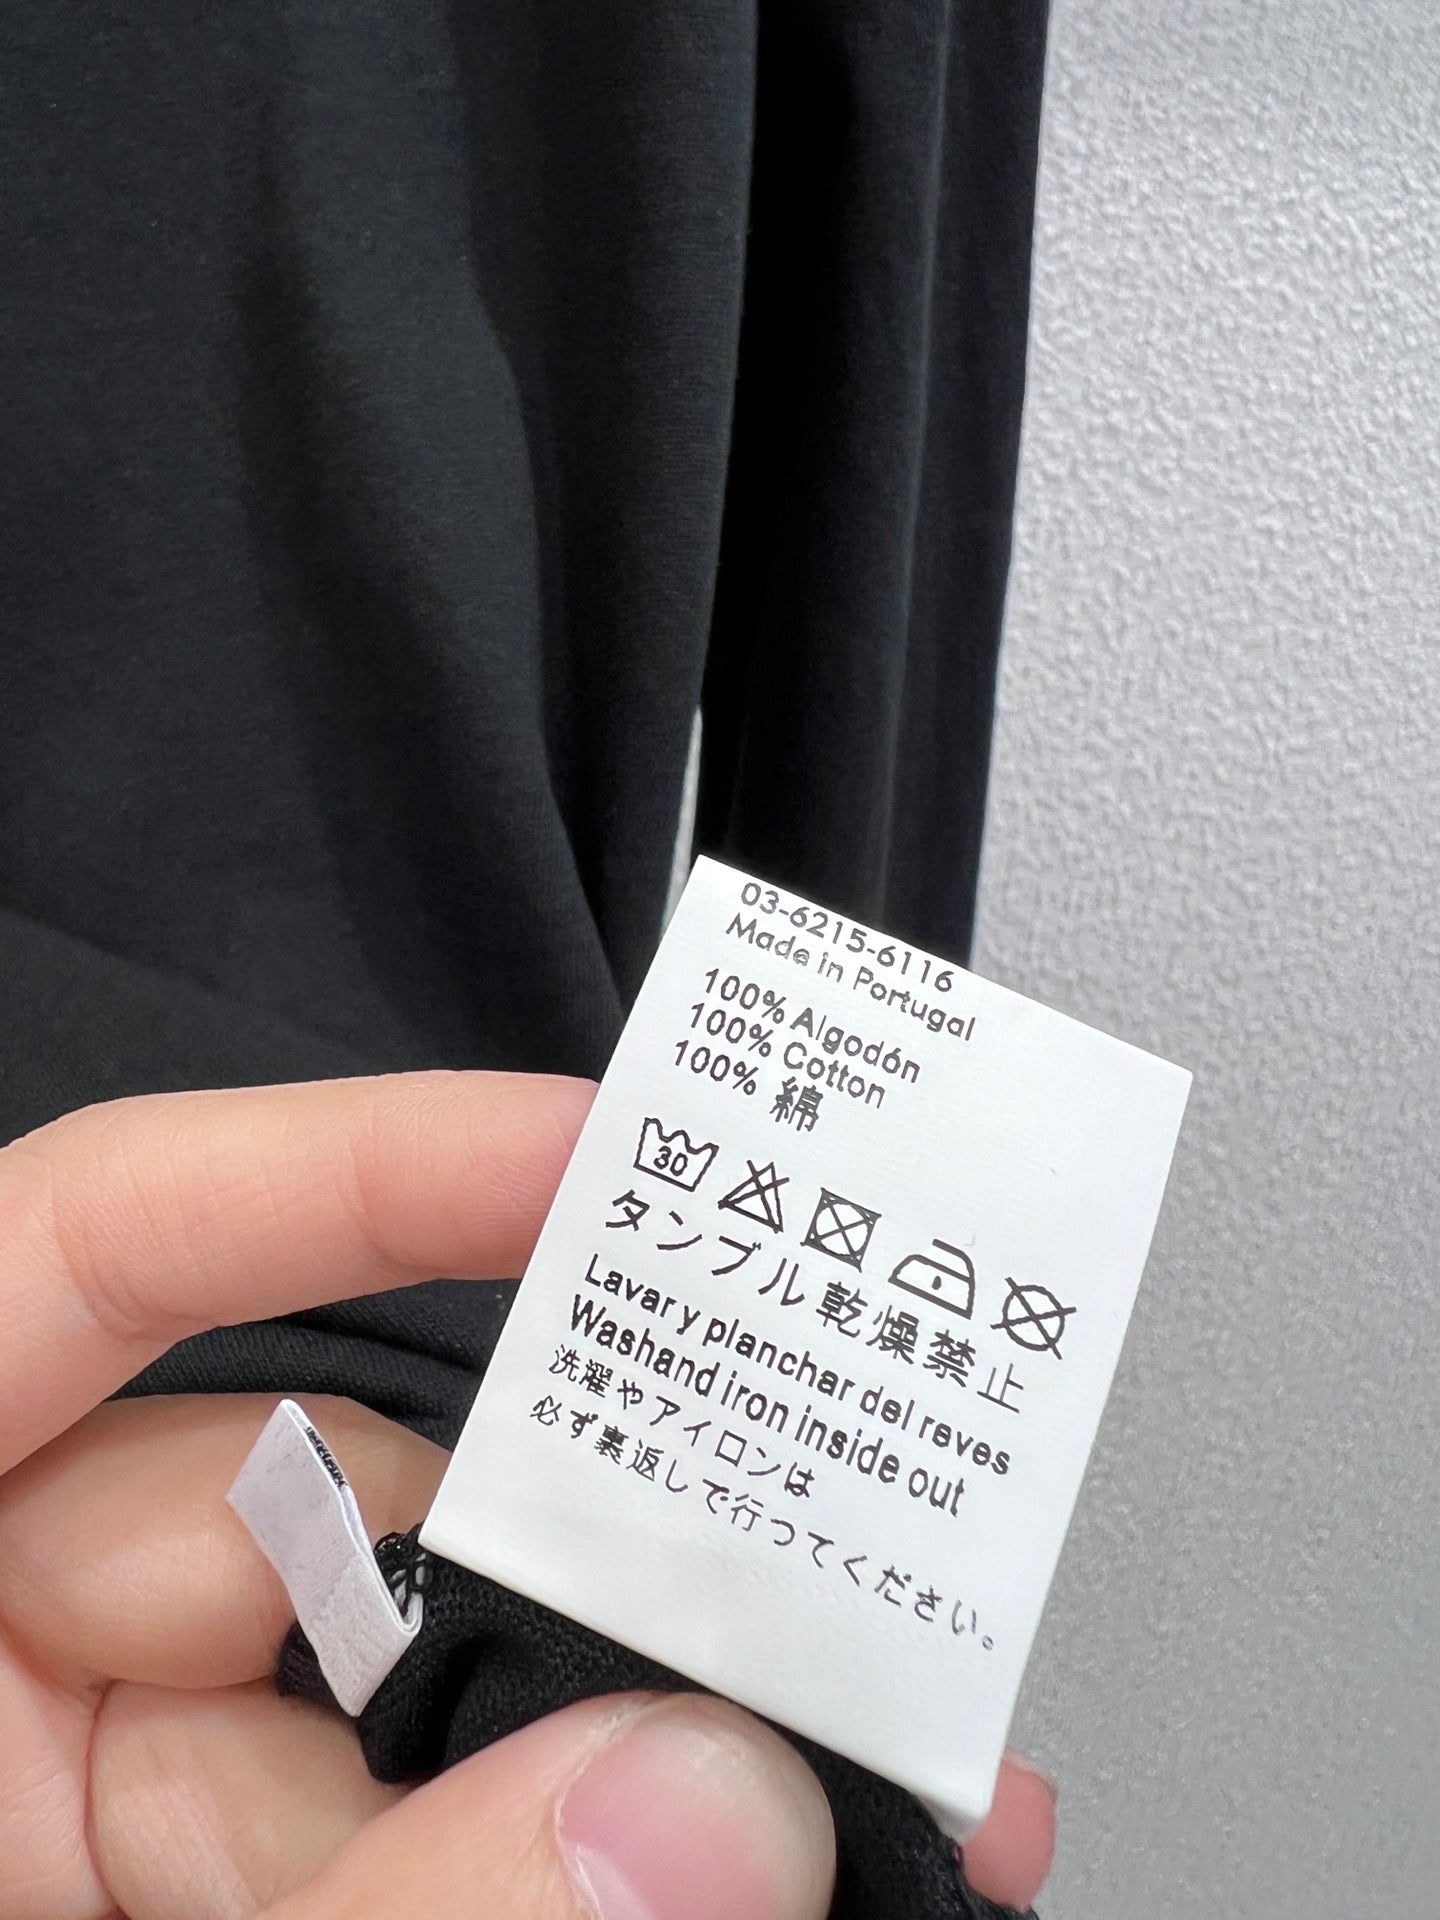 03-6215-6116
Made in Portugal
100% Algodón
100% Cotton
100% 綿
30
タンブル乾燥禁止
Lavar y planchar del reves
Washand iron inside out
洗濯やアイロンは
必ず裏返しで行つてください。